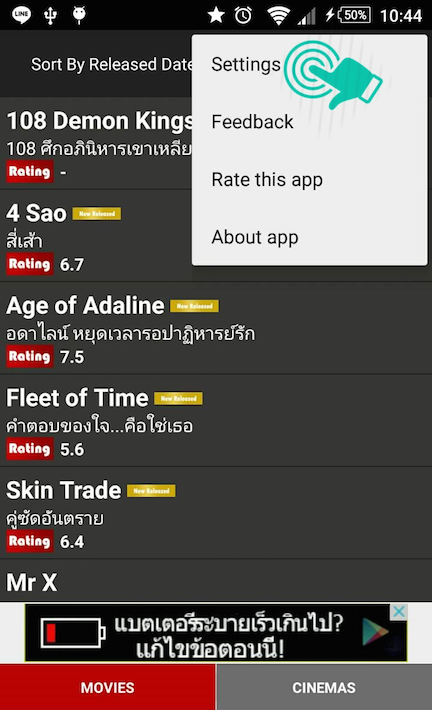 LINE
50%
10:44
Sort By Released Date
Settings
Feedback
Rate this app
About app
108 Demon Kings
108 ศึกอภินิหารเขาเหลีย
Rating -
4 Sao New Released
สี่เส้า
Rating 6.7
Age of Adaline New Released
อดาไลน์ หยุดเวลารอปาฏิหารย์รัก
Rating 7.5
Fleet of Time New Released
คำตอบของใจ...คือใช่เธอ
Rating 5.6
Skin Trade New Released
คู่ซัดอันตราย
Rating 6.4
Mr X
แบตเตอรี่ระบายเร็วเกินไป?
แก้ไขข้อตอนนี้!
MOVIES
CINEMAS